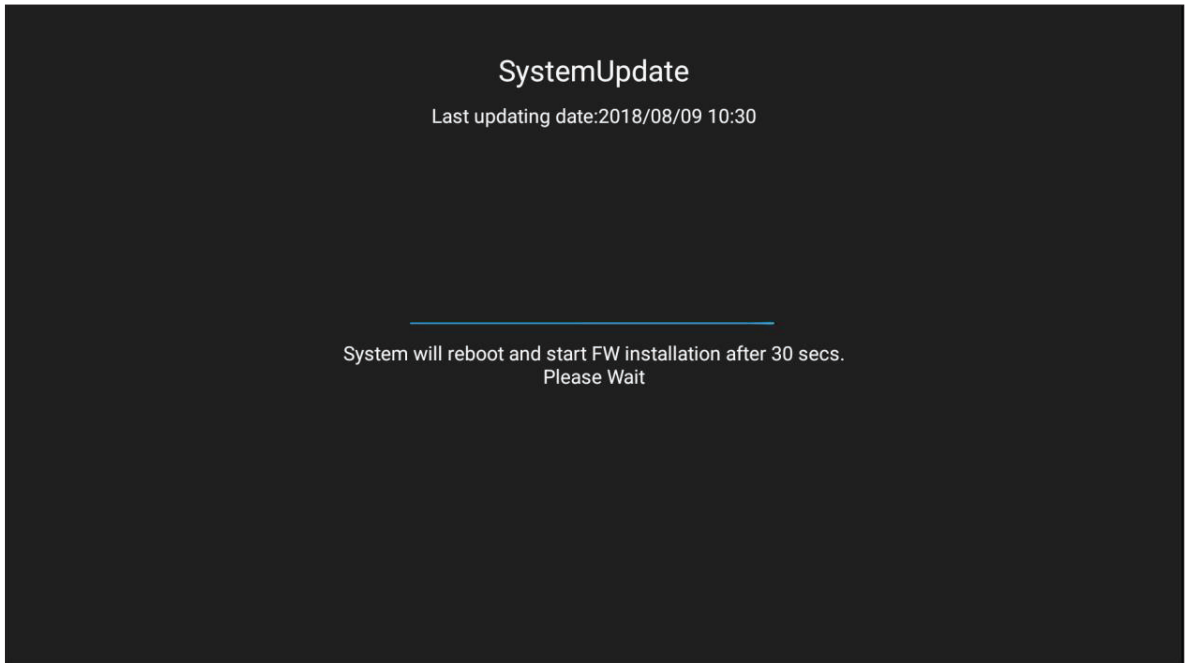 SystemUpdate
Last updating date:2018/08/09 10:30
System will reboot and start FW installation after 30 secs.
Please Wait